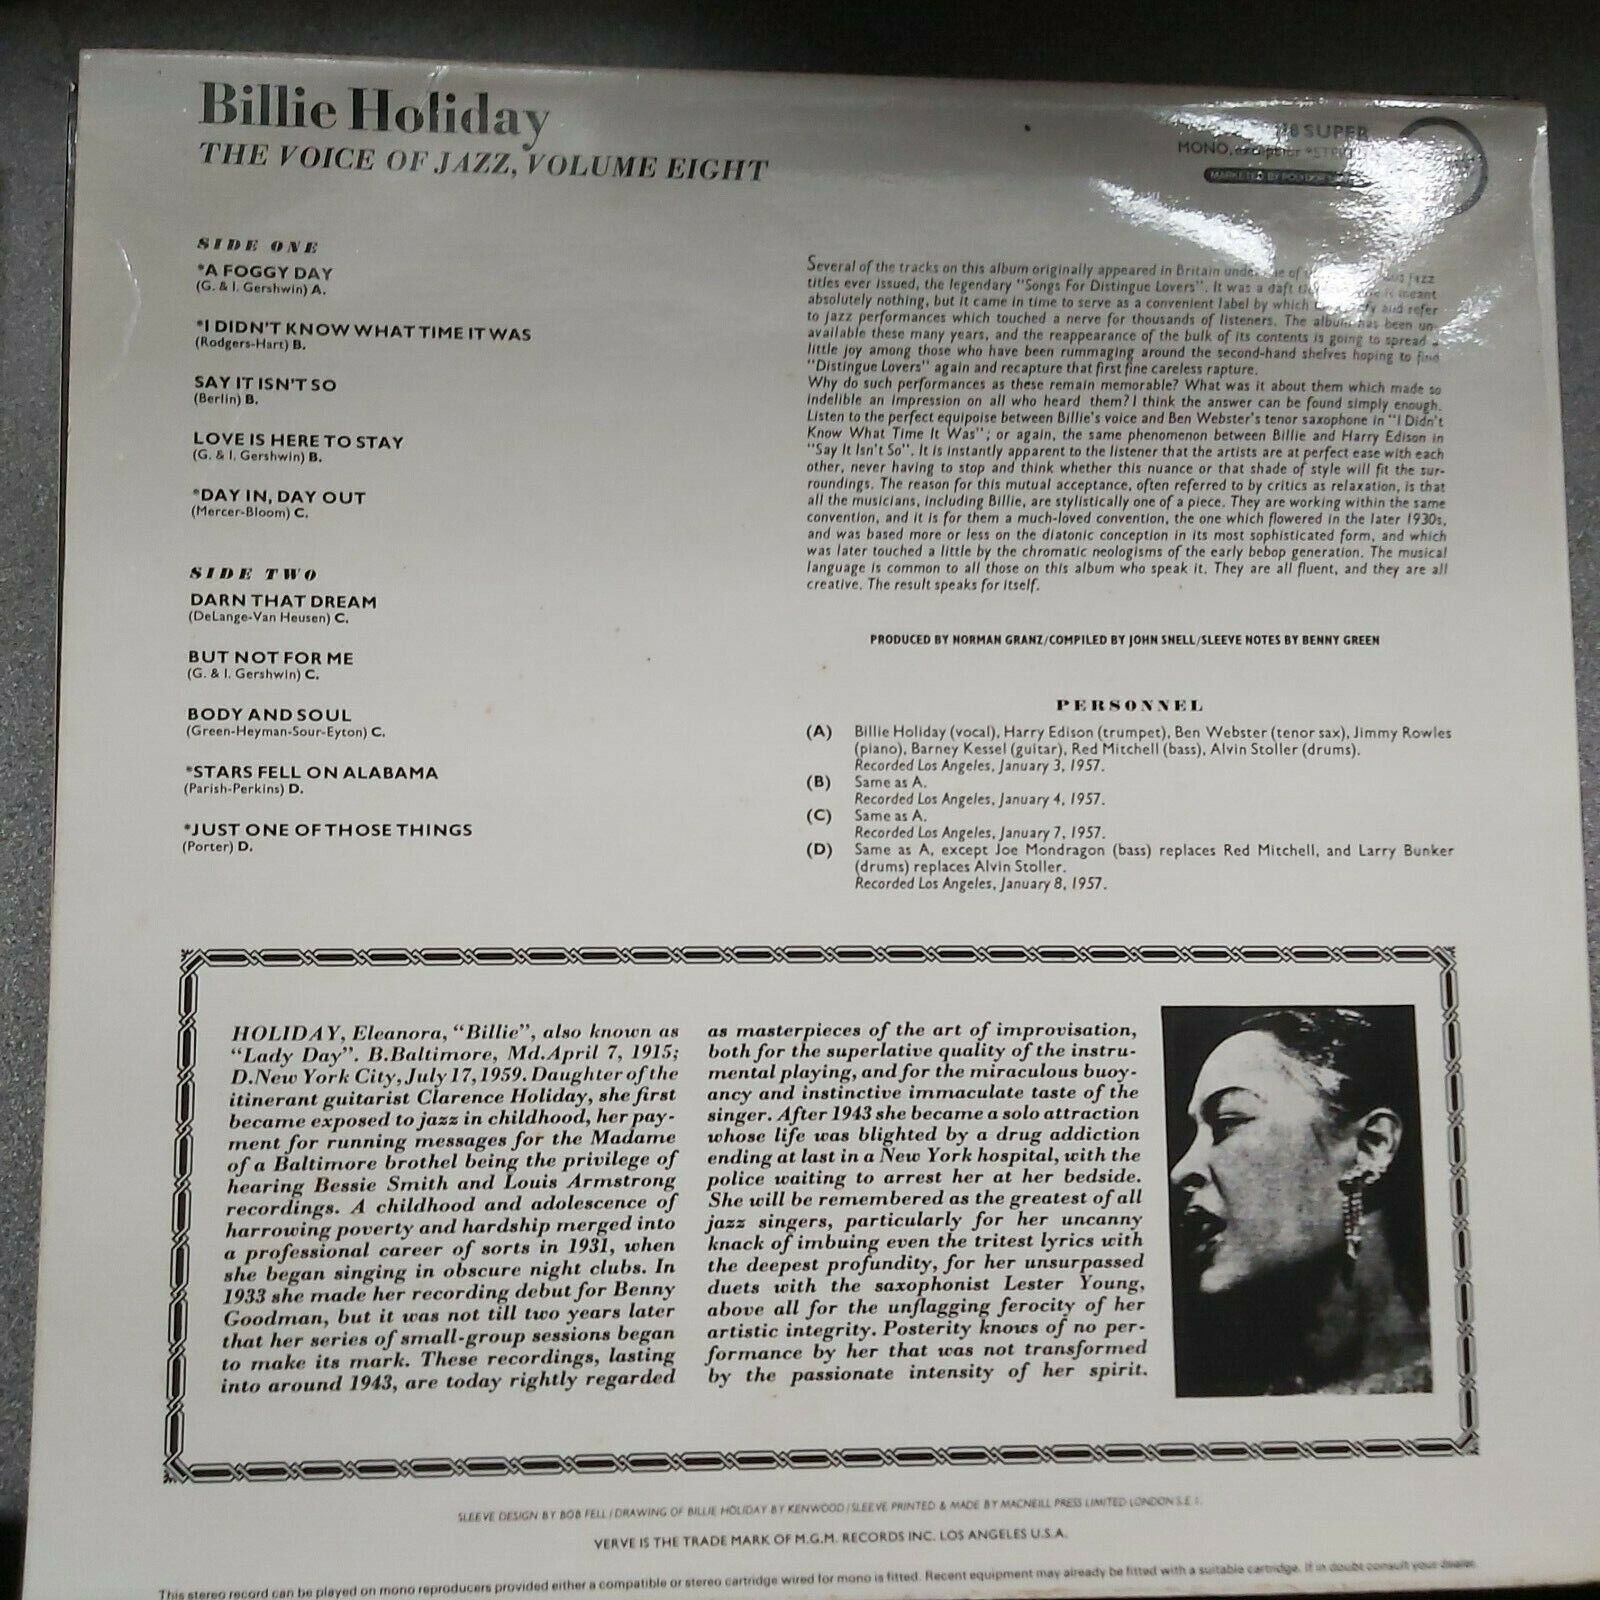 Billie Holiday
THE VOICE OF JAZZ, VOLUME EIGHT
SUPER
MONO,
MARKETED BY POLYDOR
SIDE ONE
*A FOGGY DAY
(G. & I. Gershwin) A.
*I DIDN'T KNOW WHAT TIME IT WAS
(Rodgers-Hart) B.
SAY IT ISN'T SO
(Berlin) B.
LOVE IS HERE TO STAY
(G. & I. Gershwin) B.
*DAY IN, DAY OUT
(Mercer-Bloom) C.
SIDE TWO
DARN THAT DREAM
(DeLange-Van Heusen) C.
BUT NOT FOR ME
(G. & I. Gershwin) C.
BODY AND SOUL
(Green-Heyman-Sour-Eyton) C.
*STARS FELL ON ALABAMA
(Parish-Perkins) D.
*JUST ONE OF THOSE THINGS
(Porter) D.
Several of the tracks on this album originally appeared in Britain under of jazz
titles ever issued, the legendary "Songs For Distingue Lovers". It was a daft meant
absolutely nothing, but it came in time to serve as a convenient label by which and refer
to jazz performances which touched a nerve for thousands of listeners. The album has been un-
available these many years, and the reappearance of the bulk of its contents is going to spread a
little joy among those who have been rummaging around the second-hand shelves hoping to find
"Distingue Lovers" again and recapture that first fine careless rapture.
Why do such performances as these remain memorable? What was it about them which made so
indelible an impression on all who heard them? I think the answer can be found simply enough.
Listen to the perfect equipoise between Billie's voice and Ben Webster's tenor saxophone in "I Didn't
Know What Time It Was"; or again, the same phenomenon between Billie and Harry Edison in
"Say It Isn't So". It is instantly apparent to the listener that the artists are at perfect ease with each
other, never having to stop and think whether this nuance or that shade of style will fit the sur-
roundings. The reason for this mutual acceptance, often referred to by critics as relaxation, is that
all the musicians, including Billie, are stylistically one of a piece. They are working within the same
convention, and it is for them a much-loved convention, the one which flowered in the later 1930s,
and was based more or less on the diatonic conception in its most sophisticated form, and which
was later touched a little by the chromatic neologisms of the early bebop generation. The musical
language is common to all those on this album who speak it. They are all fluent, and they are all
creative. The result speaks for itself.
PRODUCED BY NORMAN GRANZ/COMPILED BY JOHN SNELL/SLEEVE NOTES BY BENNY GREEN
PERSONNEL
(A) Billie Holiday (vocal), Harry Edison (trumpet), Ben Webster (tenor sax), Jimmy Rowles
(piano), Barney Kessel (guitar), Red Mitchell (bass), Alvin Stoller (drums).
Recorded Los Angeles, January 3, 1957.
(B) Same as A.
Recorded Los Angeles, January 4, 1957.
(C) Same as A.
Recorded Los Angeles, January 7, 1957.
(D) Same as A, except Joe Mondragon (bass) replaces Red Mitchell, and Larry Bunker
(drums) replaces Alvin Stoller.
Recorded Los Angeles, January 8, 1957.
HOLIDAY, Eleanora, "Billie", also known as
"Lady Day". B.Baltimore, Md.April 7, 1915;
D.New York City, July 17, 1959. Daughter of the
itinerant guitarist Clarence Holiday, she first
became exposed to jazz in childhood, her pay-
ment for running messages for the Madame
of a Baltimore brothel being the privilege of
hearing Bessie Smith and Louis Armstrong
recordings. A childhood and adolescence of
harrowing poverty and hardship merged into
a professional career of sorts in 1931, when
she began singing in obscure night clubs. In
1933 she made her recording debut for Benny
Goodman, but it was not till two years later
that her series of small-group sessions began
to make its mark. These recordings, lasting
into around 1943, are today rightly regarded
as masterpieces of the art of improvisation,
both for the superlative quality of the instru-
mental playing, and for the miraculous buoy-
ancy and instinctive immaculate taste of the
singer. After 1943 she became a solo attraction
whose life was blighted by a drug addiction
ending at last in a New York hospital, with the
police waiting to arrest her at her bedside.
She will be remembered as the greatest of all
jazz singers, particularly for her uncanny
knack of imbuing even the tritest lyrics with
the deepest profundity, for her unsurpassed
duets with the saxophonist Lester Young,
above all for the unflagging ferocity of her
artistic integrity. Posterity knows of no per-
formance by her that was not transformed
by the passionate intensity of her spirit.
SLEEVE DESIGN BY BOB FELL/DRAWING OF BILLIE HOLIDAY BY KENWOOD/SLEEVE PRINTED & MADE BY MACNEILL PRESS LIMITED LONDON S.E.1.
VERVE IS THE TRADE MARK OF M.G.M. RECORDS INC. LOS ANGELES U.S.A.
This stereo record can be played on mono reproducers provided either a compatible or stereo cartridge wired for mono is fitted. Recent equipment may already be fitted with a suitable cartridge. If in doubt consult your dealer.